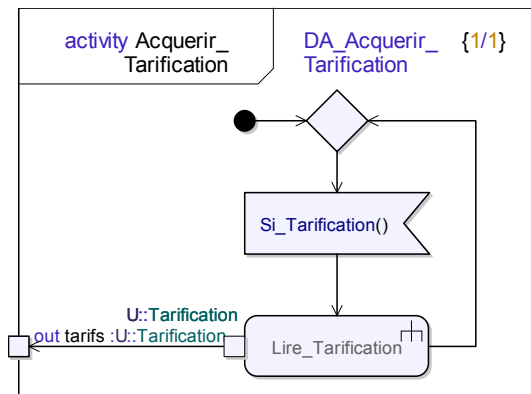 activity Acquerir_
Tarification
DA_Acquerir_ {1/1}
Tarification
Si_Tarification()
U::Tarification
out tarifs :U::Tarification
Lire_Tarification